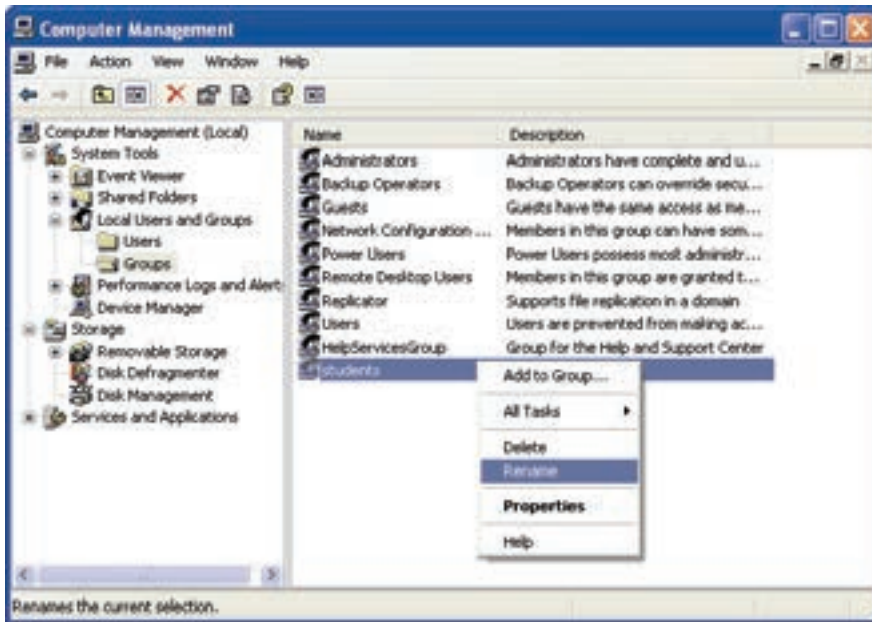 Computer Management
File Action View Window Help
Computer Management (Local)
System Tools
Event Viewer
Shared Folders
Local Users and Groups
Users
Groups
Performance Logs and Alert
Device Manager
Storage
Removable Storage
Disk Defragmenter
Disk Management
Services and Applications
Name Description
Administrators Administrators have complete and u...
Backup Operators Backup Operators can override secu...
Guests Guests have the same access as me...
Network Configuration ... Members in this group can have som...
Power Users Power Users possess most administr...
Remote Desktop Users Members in this group are granted t...
Replicator Supports file replication in a domain
Users Users are prevented from making ac...
HelpServicesGroup Group for the Help and Support Center
students
Add to Group...
All Tasks
Delete
Rename
Properties
Help
Renames the current selection.